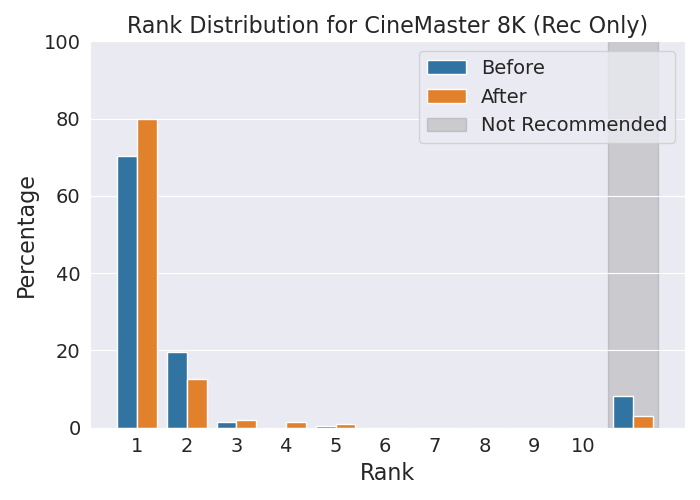 Rank Distribution for CineMaster 8K (Rec Only)
100
80
60
40
20
0
Percentage
Before
After
Not Recommended
1 2 3 4 5 6 7 8 9 10
Rank